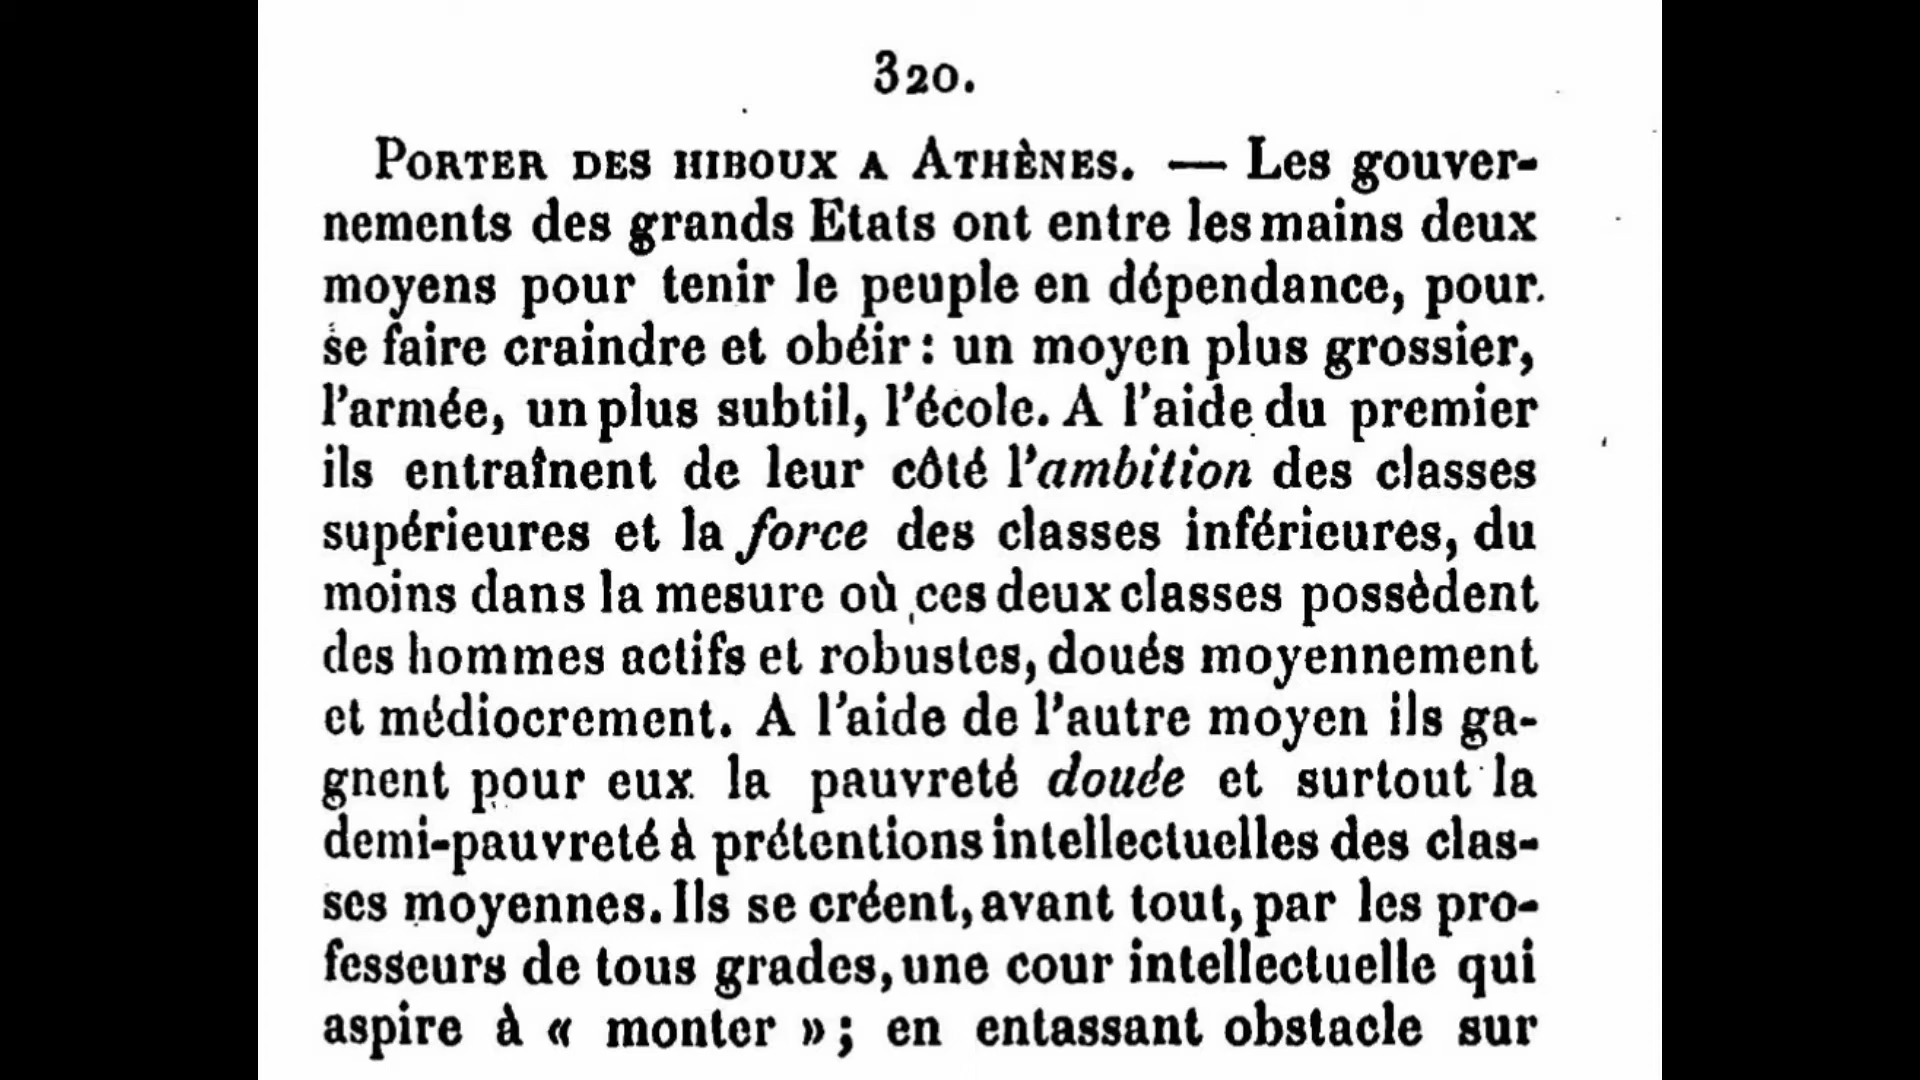 320.
PORTER DES HIBOUX A ATHÈNES. — Les gouver-
nements des grands Etats ont entre les mains deux
moyens pour tenir le peuple en dépendance, pour
se faire craindre et obéir : un moyen plus grossier,
l'armée, un plus subtil, l'école. A l'aide du premier
ils entraînent de leur côté l'ambition des classes
supérieures et la force des classes inférieures, du
moins dans la mesure où ces deux classes possèdent
des hommes actifs et robustes, doués moyennement
et médiocrement. A l'aide de l'autre moyen ils ga-
gnent pour eux la pauvreté douée et surtout la
demi-pauvreté à prétentions intellectuelles des clas-
ses moyennes. Ils se créent, avant tout, par les pro-
fesseurs de tous grades, une cour intellectuelle qui
aspire à « monter » ; en entassant obstacle sur